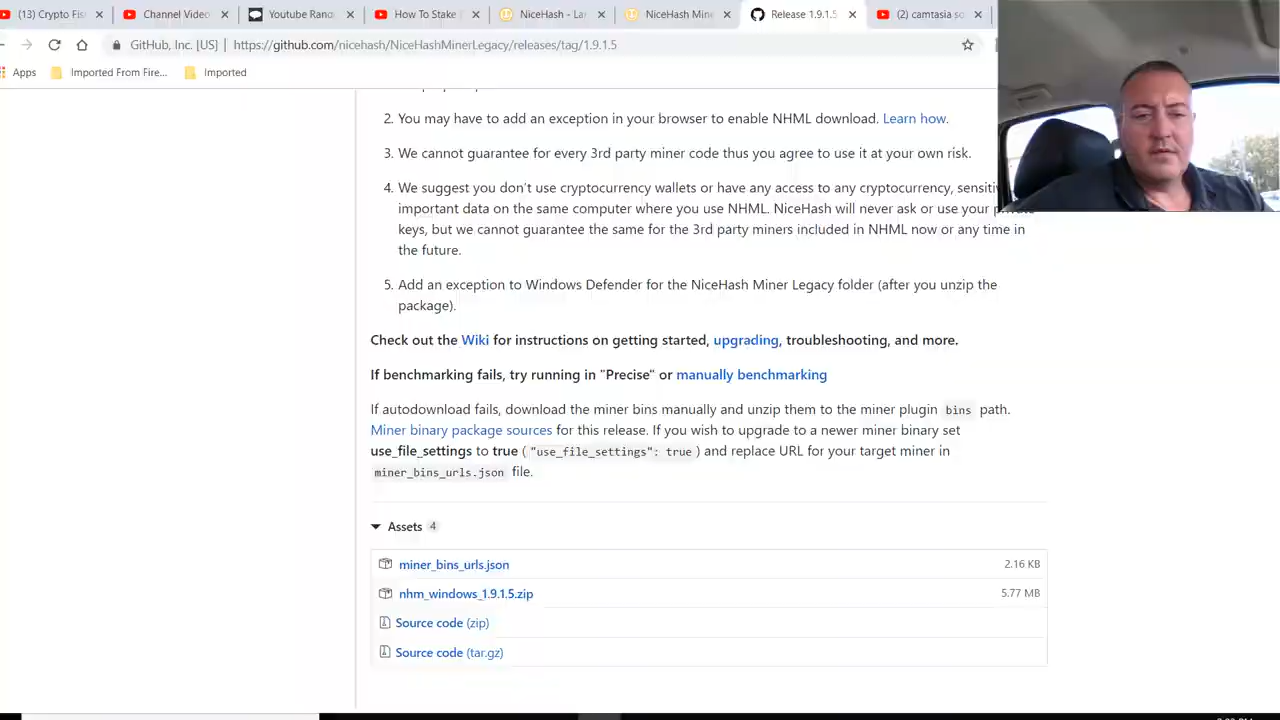 (13) Crypto Fis
Channel Video
Youtube Rano
How To Stake
NiceHash - La
NiceHash Mine
Release 1.9.1.5
(2) camtasia so
GitHub, Inc. [US]
https://github.com/nicehash/NiceHashMinerLegacy/releases/tag/1.9.1.5
Apps
Imported From Fire...
Imported
2. You may have to add an exception in your browser to enable NHML download. Learn how.
3. We cannot guarantee for every 3rd party miner code thus you agree to use it at your own risk.
4. We suggest you don't use cryptocurrency wallets or have any access to any cryptocurrency, sensiti
important data on the same computer where you use NHML. NiceHash will never ask or use your
keys, but we cannot guarantee the same for the 3rd party miners included in NHML now or any time in
the future.
5. Add an exception to Windows Defender for the NiceHash Miner Legacy folder (after you unzip the
package).
Check out the Wiki for instructions on getting started, upgrading, troubleshooting, and more.
If benchmarking fails, try running in "Precise" or manually benchmarking
If autodownload fails, download the miner bins manually and unzip them to the miner plugin bins path.
Miner binary package sources for this release. If you wish to upgrade to a newer miner binary set
use_file_settings to true ( "use_file_settings": true ) and replace URL for your target miner in
miner_bins_urls.json file.
Assets 4
miner_bins_urls.json 2.16 KB
nhm_windows_1.9.1.5.zip 5.77 MB
Source code (zip)
Source code (tar.gz)